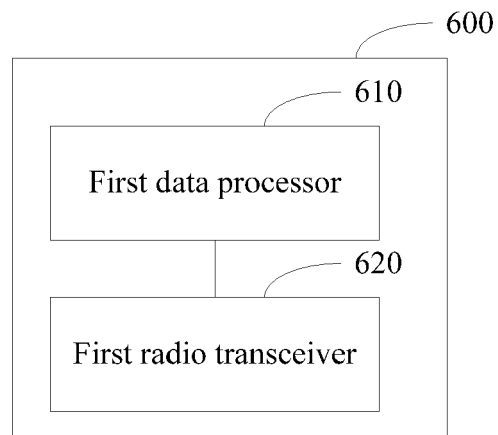 600
610
First data processor
620
First radio transceiver